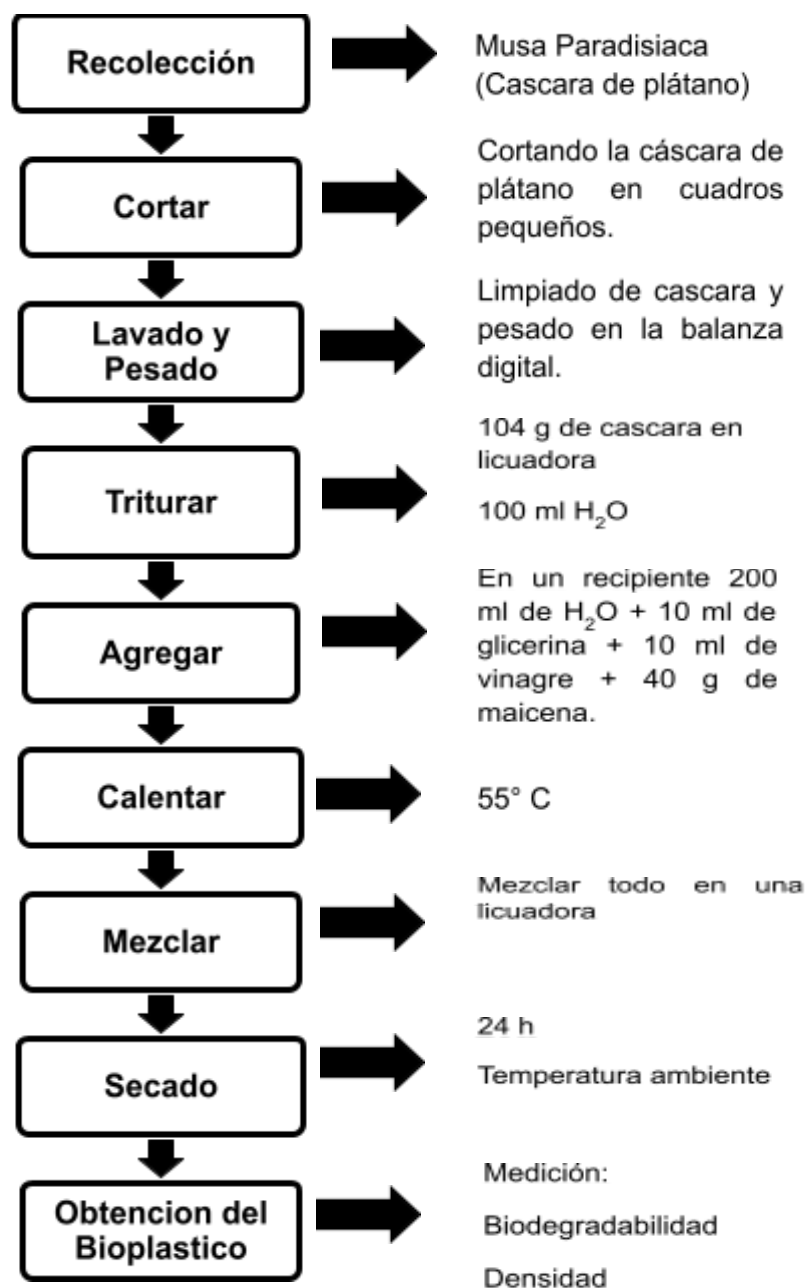 Recolección
Musa Paradisiaca
(Cascara de plátano)
Cortar
Cortando la cáscara de
plátano en cuadros
pequeños.
Lavado y
Pesado
Limpiado de cascara y
pesado en la balanza
digital.
Triturar
104 g de cascara en
licuadora
100 ml H₂O
Agregar
En un recipiente 200
ml de H₂O + 10 ml de
glicerina + 10 ml de
vinagre + 40 g de
maicena.
Calentar
55° C
Mezclar
Mezclar todo en una
licuadora
Secado
24 h
Temperatura ambiente
Obtencion del
Bioplastico
Medición:
Biodegradabilidad
Densidad